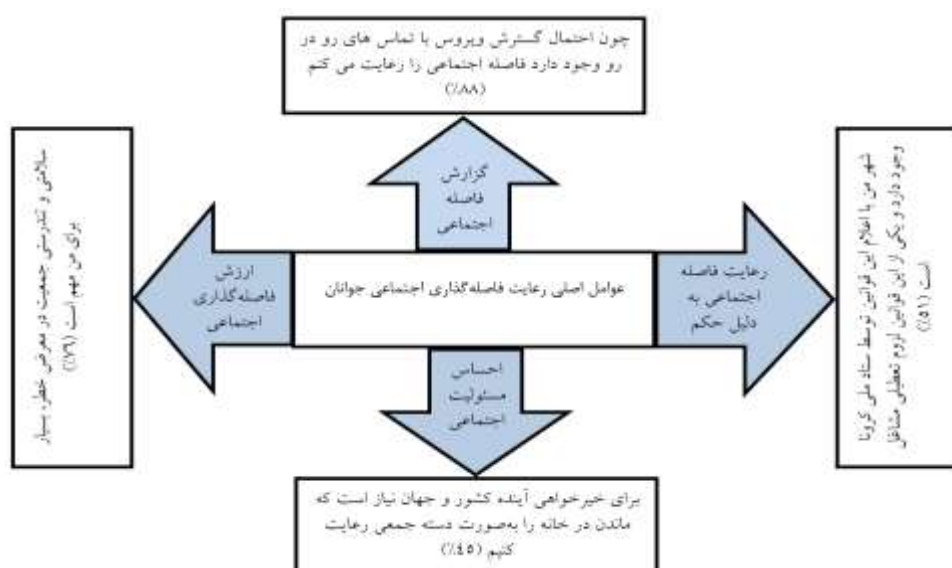 چون احتمال گسترش ویروس با تماس های رو در
رو وجود دارد فاصله اجتماعی را رعایت می کنم
(٪۸۸)
گزارش
فاصله
اجتماعی
شهر من با اعلام این قوانین توسط ستاد ملی کرونا
وجود دارد و یکی از این قوانین لزوم تعطیلی مشاغل
است (٪۵۱)
رعایت فاصله
اجتماعی به
دلیل حکم
عوامل اصلی رعایت فاصله‌گذاری اجتماعی جوانان
ارزش
فاصله‌گذاری
اجتماعی
سلامتی و تندرستی جمعیت در معرض خطر، بسیار
برای من مهم است (٪۷۶)
احساس
مسئولیت
اجتماعی
برای خیرخواهی آینده کشور و جهان نیاز است که
ماندن در خانه را به‌صورت دسته جمعی رعایت
کنیم (٪٤٥)